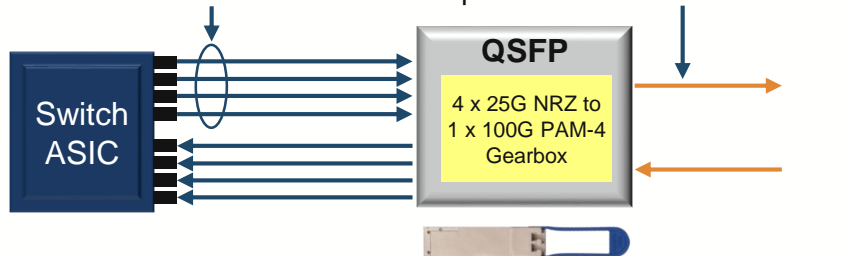 QSFP
Switch
ASIC
4 x 25G NRZ to
1 x 100G PAM-4
Gearbox